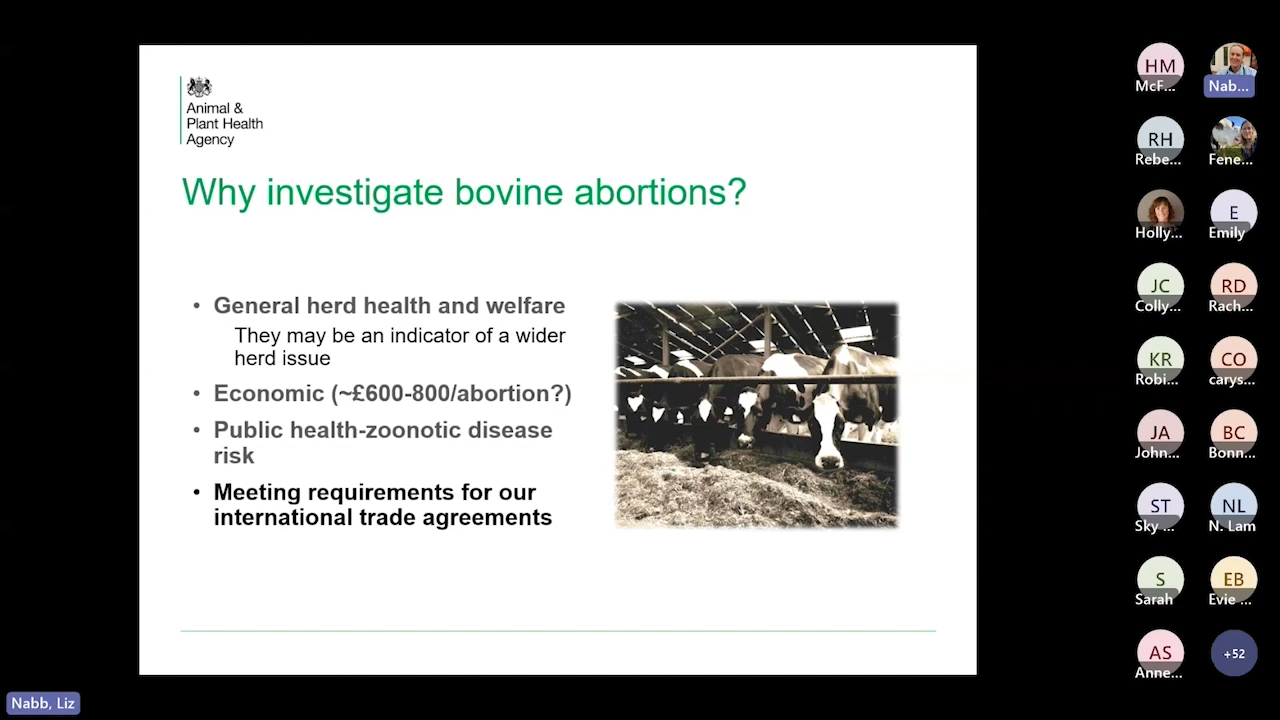 Animal &
Plant Health
Agency
Why investigate bovine abortions?
• General herd health and welfare
They may be an indicator of a wider
herd issue
• Economic (~£600-800/abortion?)
• Public health-zoonotic disease
risk
• Meeting requirements for our
international trade agreements
HM
McF...
Nab...
RH
Rebe...
Fene...
Holly...
E
Emily
JC
Colly...
RD
Rach...
KR
Robi...
CO
carys...
JA
John...
BC
Bonn...
ST
Sky ...
NL
N. Lam
S
Sarah
EB
Evie ...
AS
Anne...
+52
Nabb, Liz